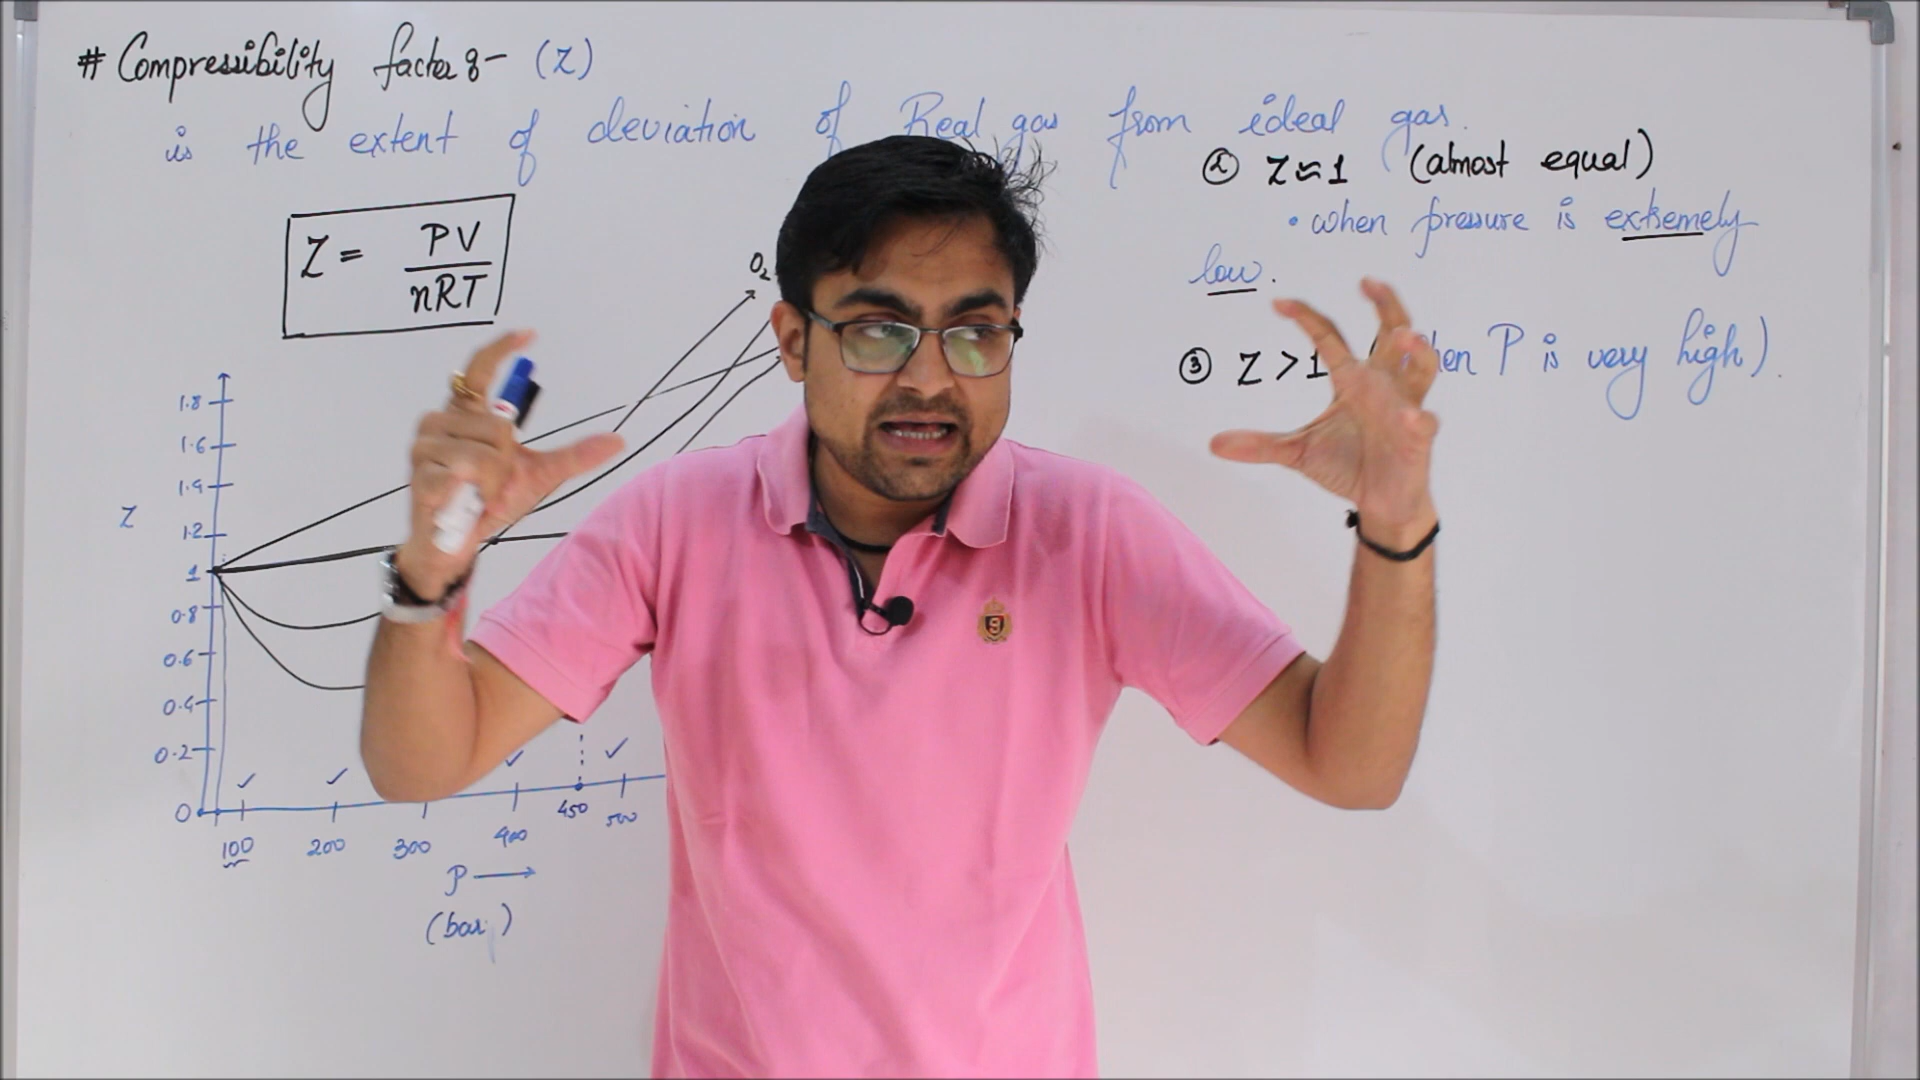 # Compressibility factor :- (Z)
is the extent of deviation of Real gas from ideal gas.
Z = PV / nRT
② Z ≈ 1 (almost equal)
• when pressure is extremely
low.
③ Z > 1 (when P is very high).
O₂
1.8
1.6
1.4
1.2
1
0.8
0.6
0.4
0.2
0
Z
100 200 300 400 450 500
P →
(bar)